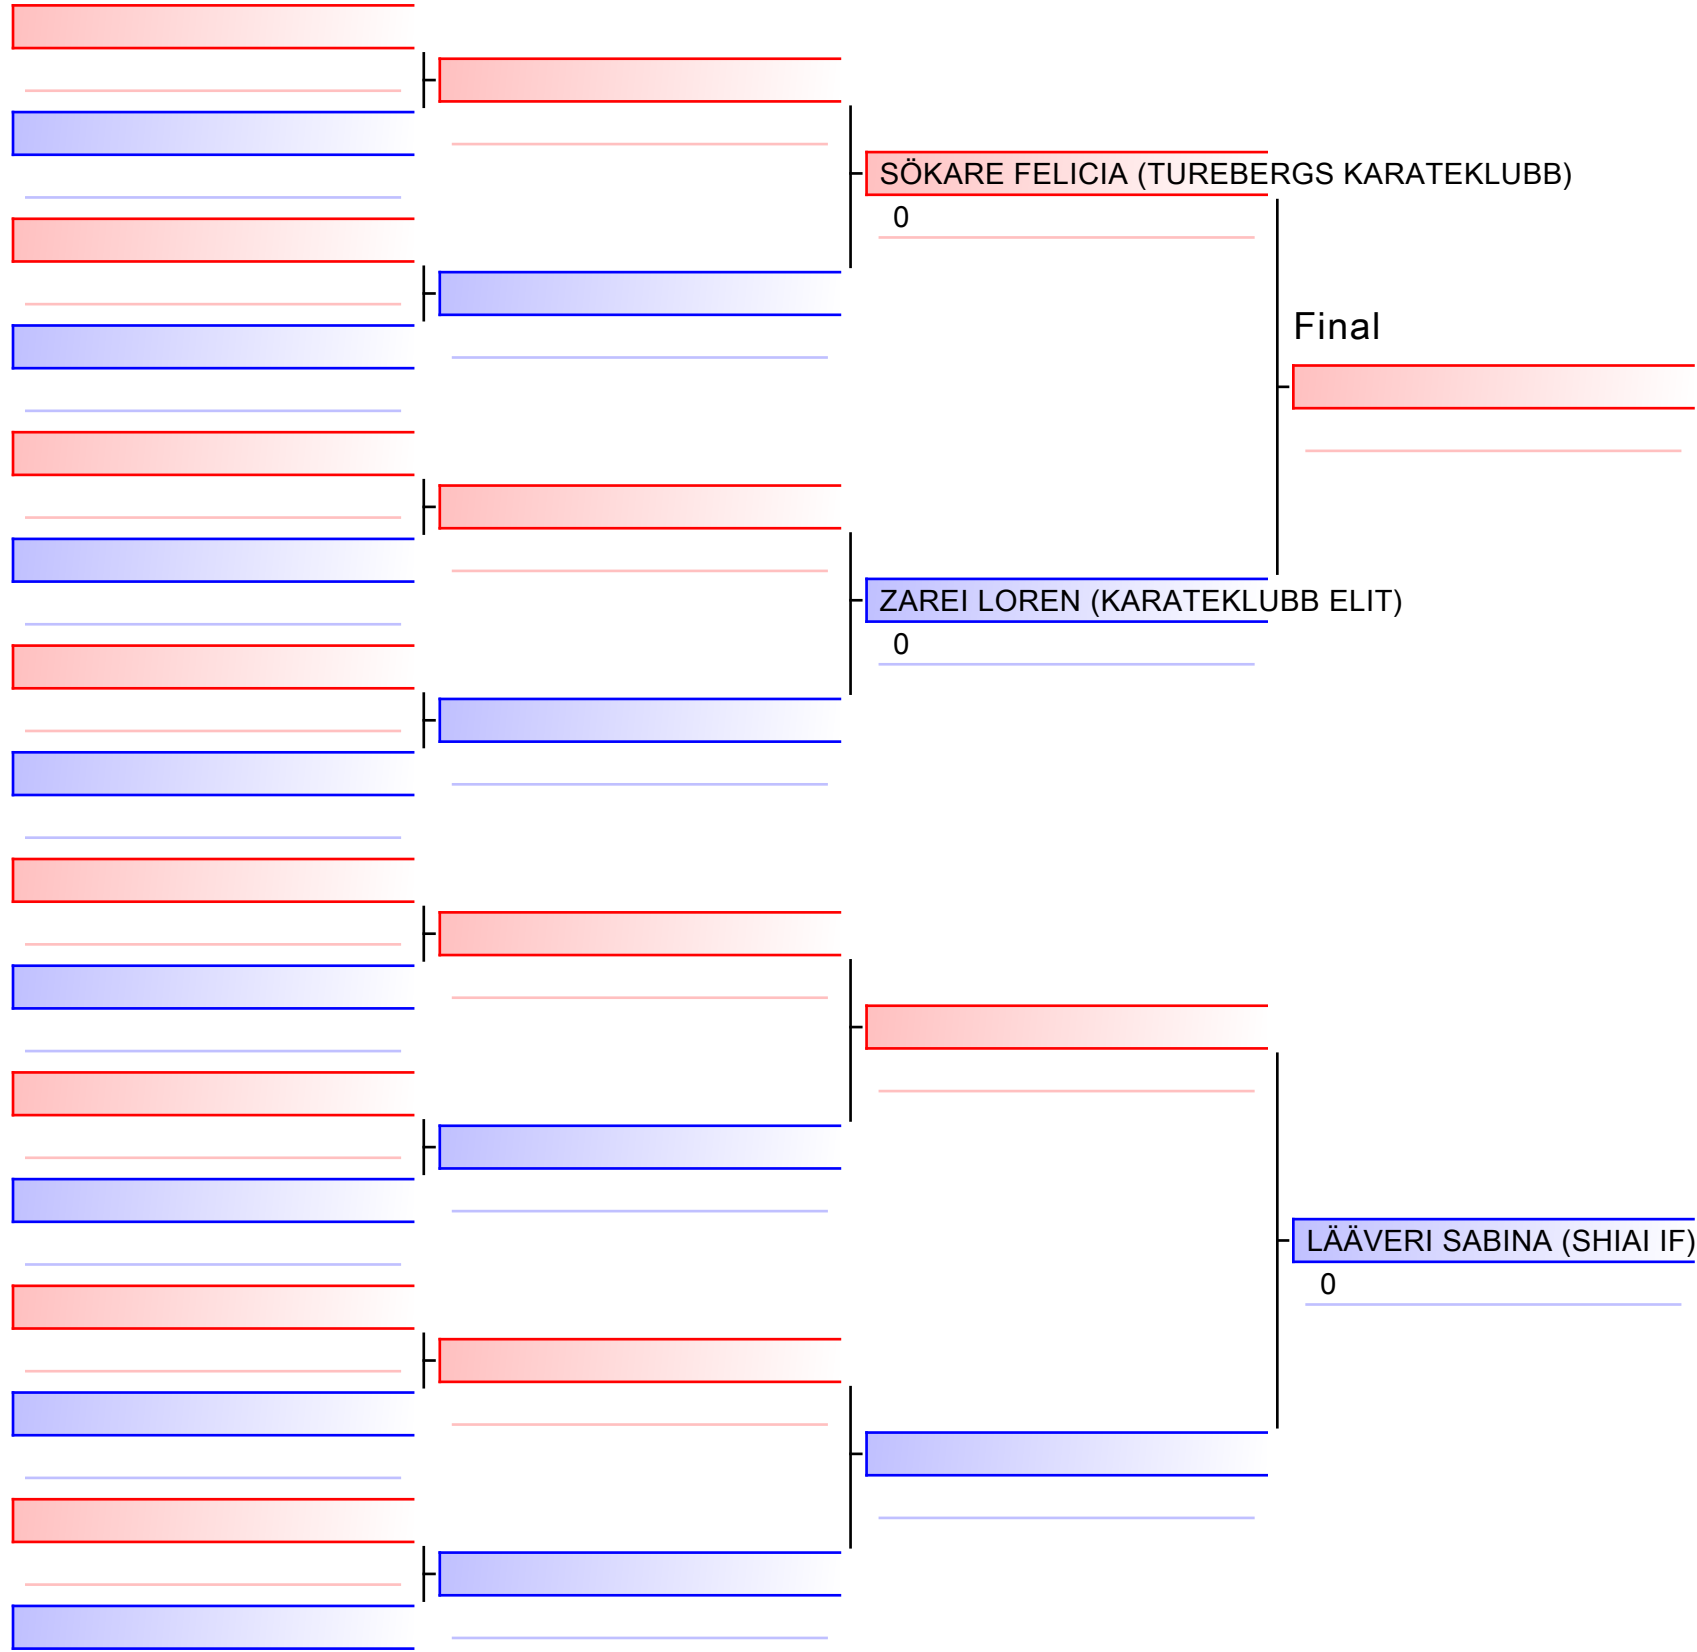 SÖKARE FELICIA (TUREBERGS KARATEKLUBB)
0
Final
ZAREI LOREN (KARATEKLUBB ELIT)
0
LÄÄVERI SABINA (SHIAI IF)
0